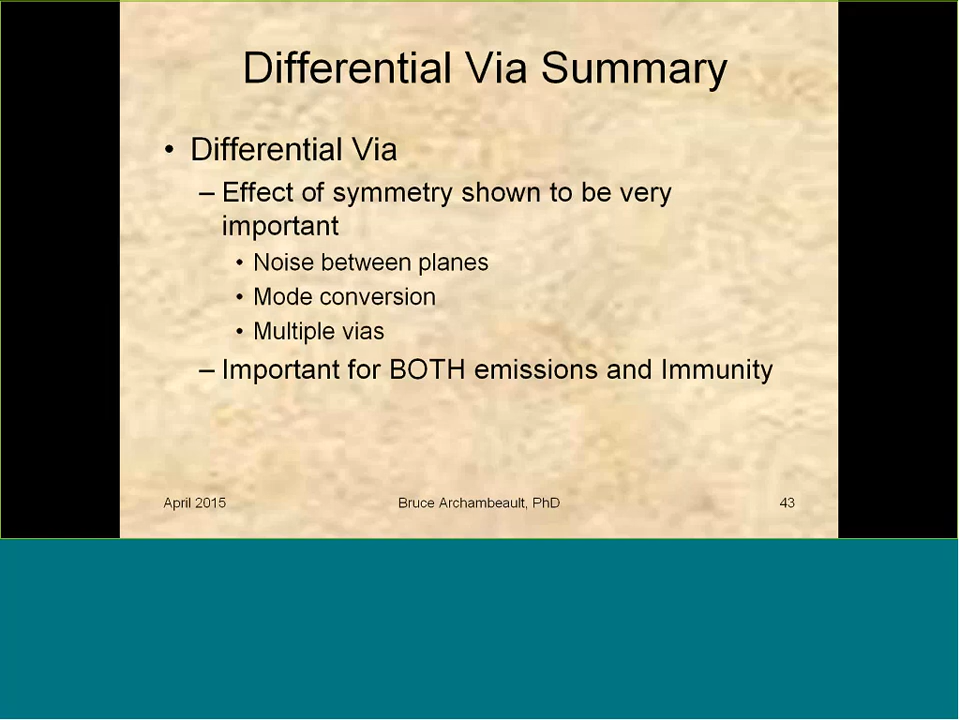 Differential Via Summary
• Differential Via
– Effect of symmetry shown to be very
important
• Noise between planes
• Mode conversion
• Multiple vias
– Important for BOTH emissions and Immunity
April 2015 Bruce Archambeault, PhD 43